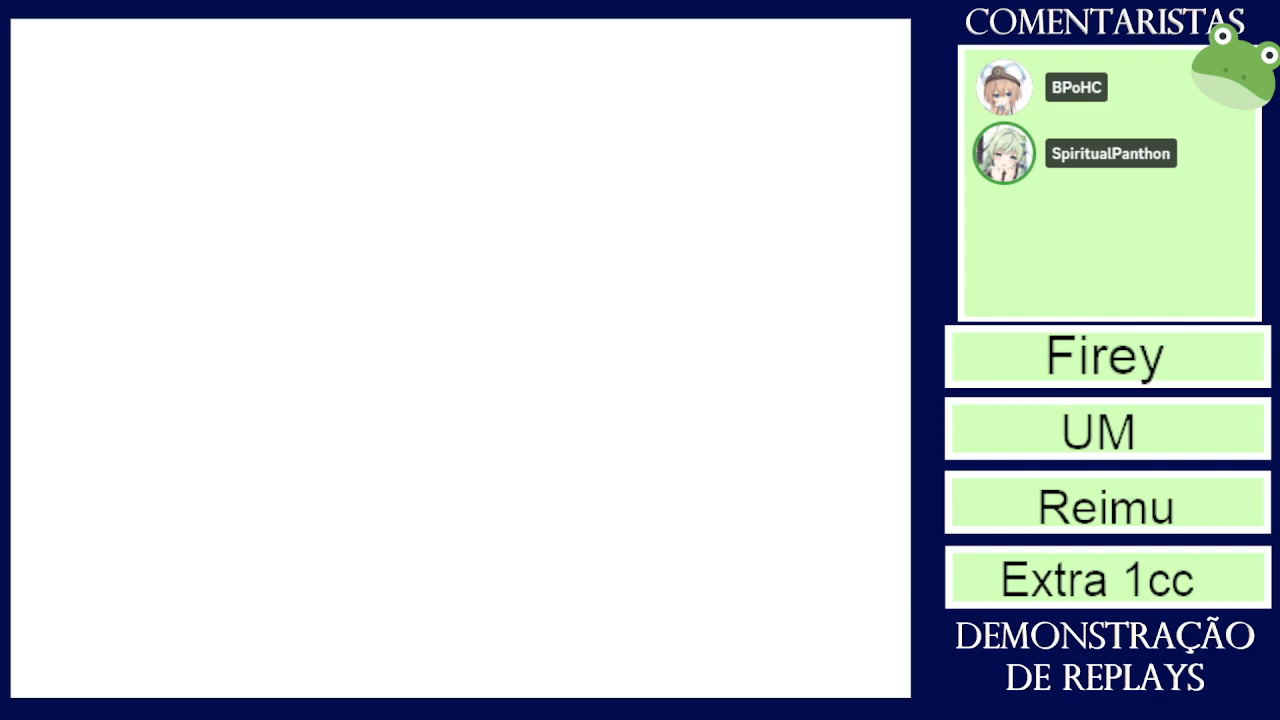 COMENTARISTAS
BPoHC
SpiritualPanthon
Firey
UM
Reimu
Extra 1cc
DEMONSTRAÇÃO
DE REPLAYS